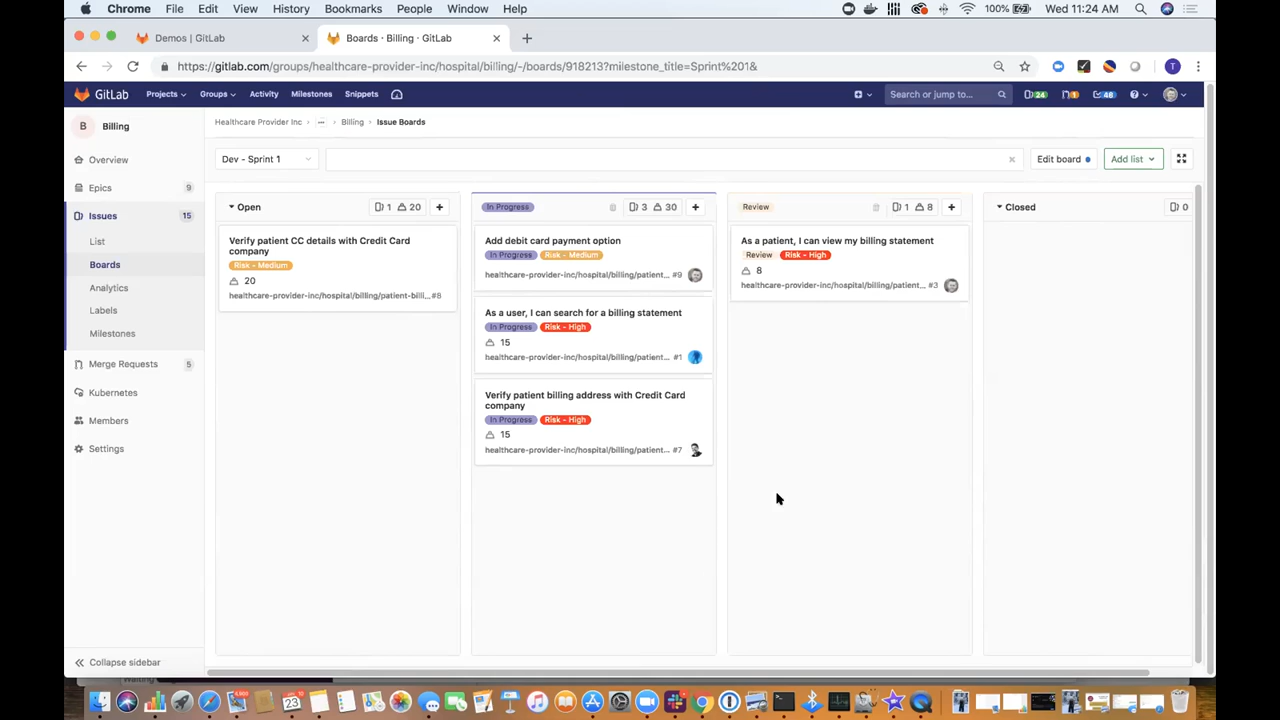 Chrome File Edit View History Bookmarks People Window Help 100% Wed 11:24 AM
Demos | GitLab
Boards · Billing · GitLab
https://gitlab.com/groups/healthcare-provider-inc/hospital/billing/-/boards/918213?milestone_title=Sprint%201&
T
GitLab Projects Groups Activity Milestones Snippets Search or jump to... 24 1 48
B Billing
Healthcare Provider Inc > ... > Billing > Issue Boards
Overview
Epics 9
Issues 15
List
Boards
Analytics
Labels
Milestones
Merge Requests 5
Kubernetes
Members
Settings
Collapse sidebar
Dev - Sprint 1 Edit board Add list
Open 1 20
Verify patient CC details with Credit Card
company
Risk - Medium
20
healthcare-provider-inc/hospital/billing/patient-billi... #8
In Progress 3 30
Add debit card payment option
In Progress Risk - Medium
healthcare-provider-inc/hospital/billing/patient... #9
As a user, I can search for a billing statement
In Progress Risk - High
15
healthcare-provider-inc/hospital/billing/patient... #1
Verify patient billing address with Credit Card
company
In Progress Risk - High
15
healthcare-provider-inc/hospital/billing/patient... #7
Review 1 8
As a patient, I can view my billing statement
Review Risk - High
8
healthcare-provider-inc/hospital/billing/patient... #3
Closed 0
23